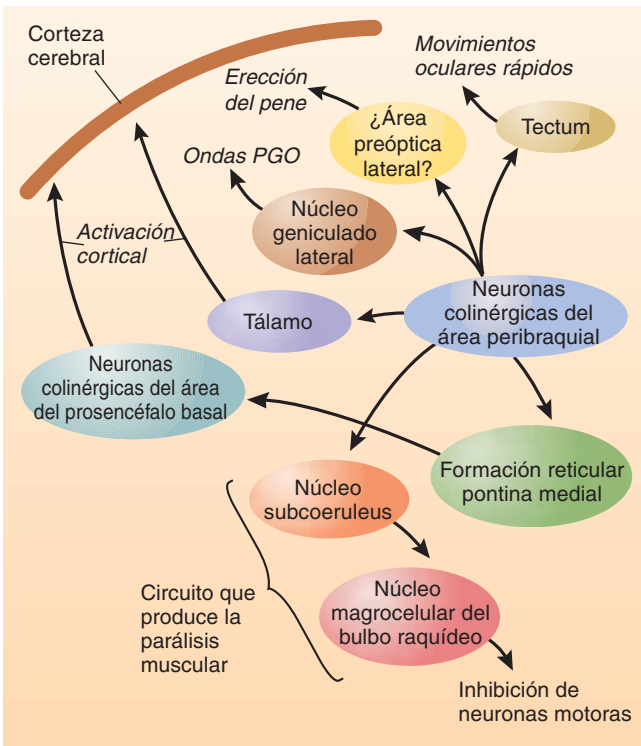 Corteza
cerebral
Movimientos
oculares rápidos
Erección
del pene
¿Área
preóptica
lateral?
Tectum
Ondas PGO
Núcleo
geniculado
lateral
Activación
cortical
Tálamo
Neuronas
colinérgicas del
área peribraquial
Neuronas
colinérgicas del área
del prosencéfalo basal
Formación reticular
pontina medial
Núcleo
subcoeruleus
Circuito que
produce la
parálisis
muscular
Núcleo
magrocelular del
bulbo raquídeo
Inhibición de
neuronas motoras